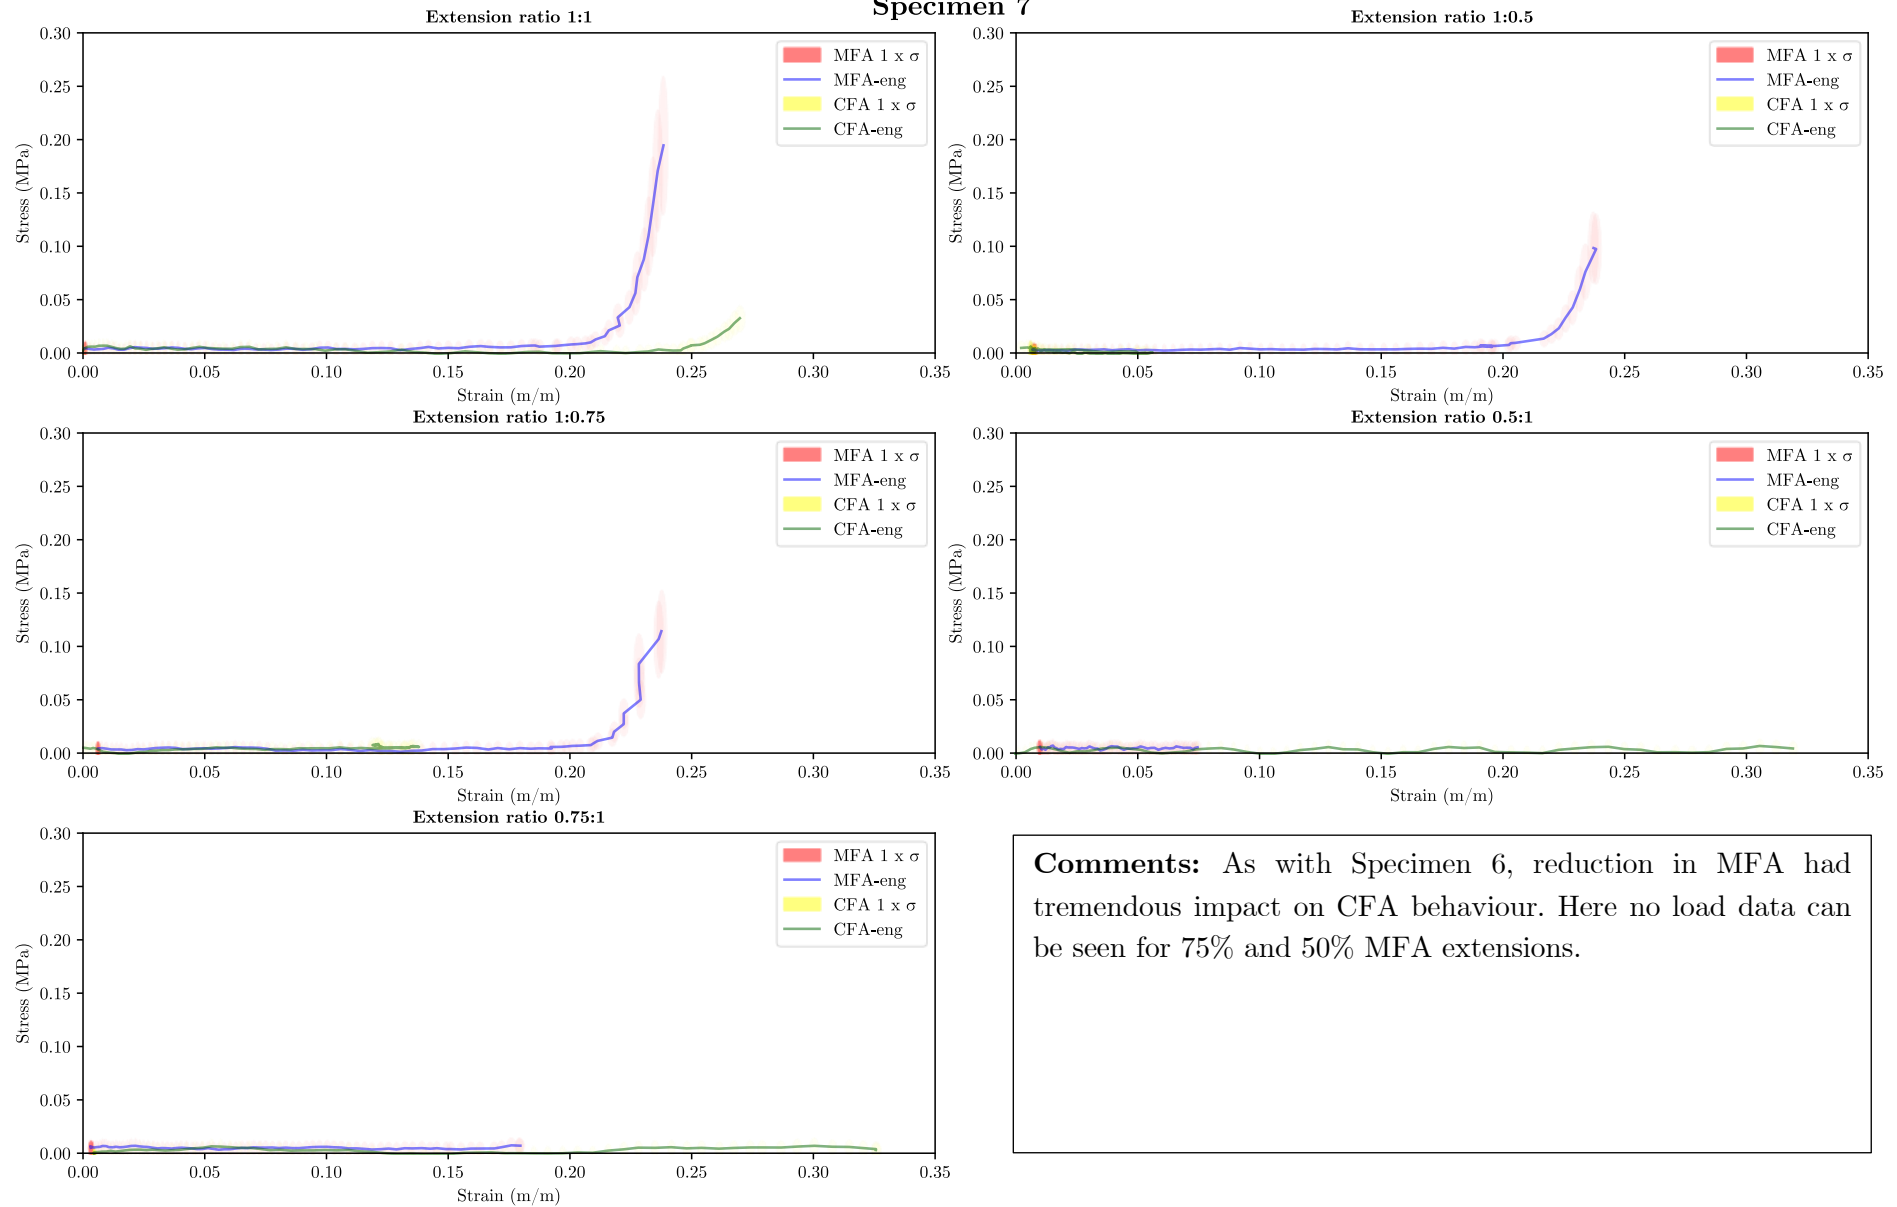 Specimen 7
Extension ratio 1:1
0.30
0.25
0.20
0.15
0.10
0.05
0.00
Stress (MPa)
0.00 0.05 0.10 0.15 0.20 0.25 0.30 0.35
Strain (m/m)
MFA 1 x σ
MFA-eng
CFA 1 x σ
CFA-eng
Extension ratio 1:0.5
0.30
0.25
0.20
0.15
0.10
0.05
0.00
Stress (MPa)
0.00 0.05 0.10 0.15 0.20 0.25 0.30 0.35
Strain (m/m)
MFA 1 x σ
MFA-eng
CFA 1 x σ
CFA-eng
Extension ratio 1:0.75
0.30
0.25
0.20
0.15
0.10
0.05
0.00
Stress (MPa)
0.00 0.05 0.10 0.15 0.20 0.25 0.30 0.35
Strain (m/m)
MFA 1 x σ
MFA-eng
CFA 1 x σ
CFA-eng
Extension ratio 0.5:1
0.30
0.25
0.20
0.15
0.10
0.05
0.00
Stress (MPa)
0.00 0.05 0.10 0.15 0.20 0.25 0.30 0.35
Strain (m/m)
MFA 1 x σ
MFA-eng
CFA 1 x σ
CFA-eng
Extension ratio 0.75:1
0.30
0.25
0.20
0.15
0.10
0.05
0.00
Stress (MPa)
0.00 0.05 0.10 0.15 0.20 0.25 0.30 0.35
Strain (m/m)
MFA 1 x σ
MFA-eng
CFA 1 x σ
CFA-eng
Comments: As with Specimen 6, reduction in MFA had
tremendous impact on CFA behaviour. Here no load data can
be seen for 75% and 50% MFA extensions.